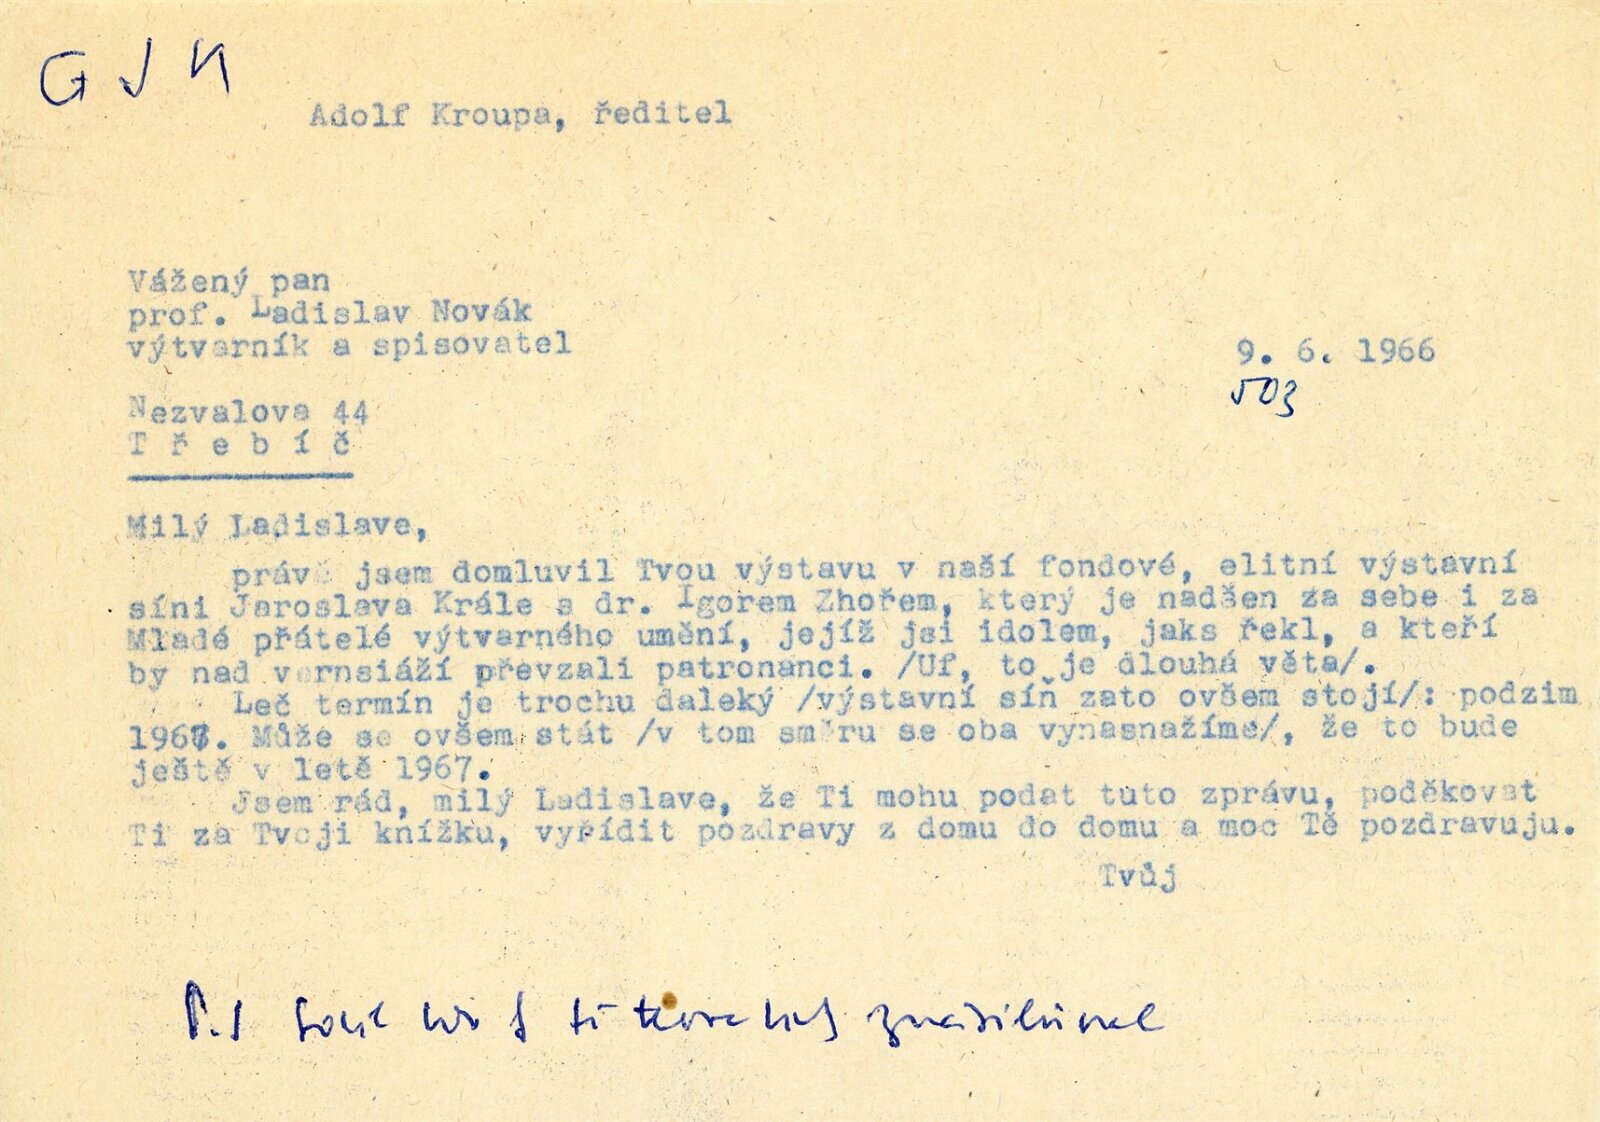 G J K
Adolf Kroupa, ředitel
Vážený pan
prof. Ladislav Novák
výtvarník a spisovatel
9. 6. 1966
503
Nezvalova 44
T ř e b í č
Milý Ladislave,
právě jsem domluvil Tvou výstavu v naší fondové, elitní výstavní
síni Jaroslava Krále s dr. Igorem Zhořem, který je nadšen za sebe i za
Mladé přátelé výtvarného umění, jejíž jsi idolem, jaks řekl, a kteří
by nad vernsiáží převzali patronanci. /Uf, to je dlouhá věta/.
Leč termín je trochu daleký /výstavní síň zato ovšem stojí/: podzim
1967. Může se ovšem stát /v tom směru se oba vynasnažíme/, že to bude
ještě v letě 1967.
Jsem rád, milý Ladislave, že Ti mohu podat tuto zprávu, poděkovat
Ti za Tvoji knížku, vyřídit pozdravy z domu do domu a moc Tě pozdravuju.
Tvůj
P.S